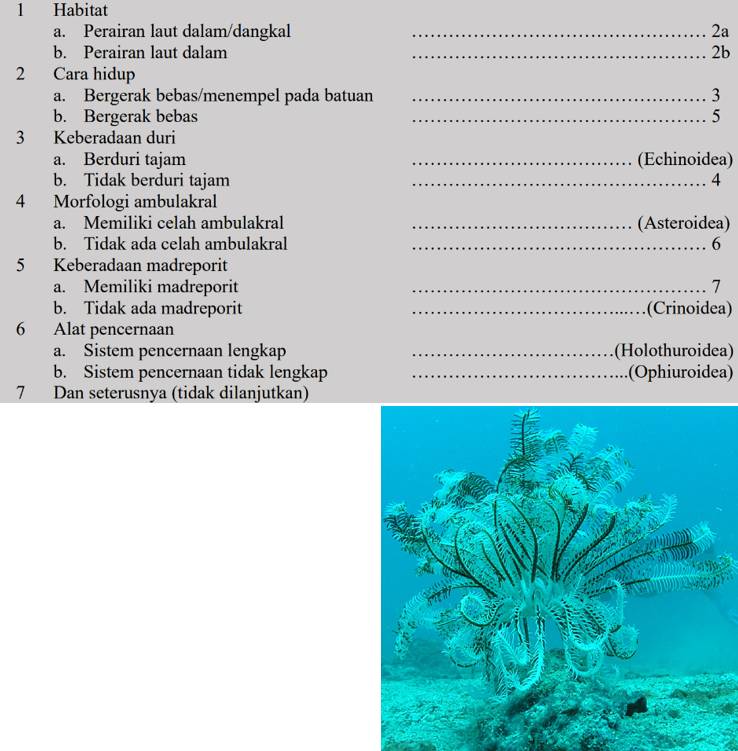 1 Habitat
a. Perairan laut dalam/dangkal ........................................................ 2a
b. Perairan laut dalam ........................................................ 2b
2 Cara hidup
a. Bergerak bebas/menempel pada batuan ........................................................ 3
b. Bergerak bebas ........................................................ 5
3 Keberadaan duri
a. Berduri tajam .......................................... (Echinoidea)
b. Tidak berduri tajam ........................................................ 4
4 Morfologi ambulakral
a. Memiliki celah ambulakral .......................................... (Asteroidea)
b. Tidak ada celah ambulakral ........................................................ 6
5 Keberadaan madreporit
a. Memiliki madreporit ........................................................ 7
b. Tidak ada madreporit .............................................(Crinoidea)
6 Alat pencernaan
a. Sistem pencernaan lengkap .......................................(Holothuroidea)
b. Sistem pencernaan tidak lengkap .........................................(Ophiuroidea)
7 Dan seterusnya (tidak dilanjutkan)